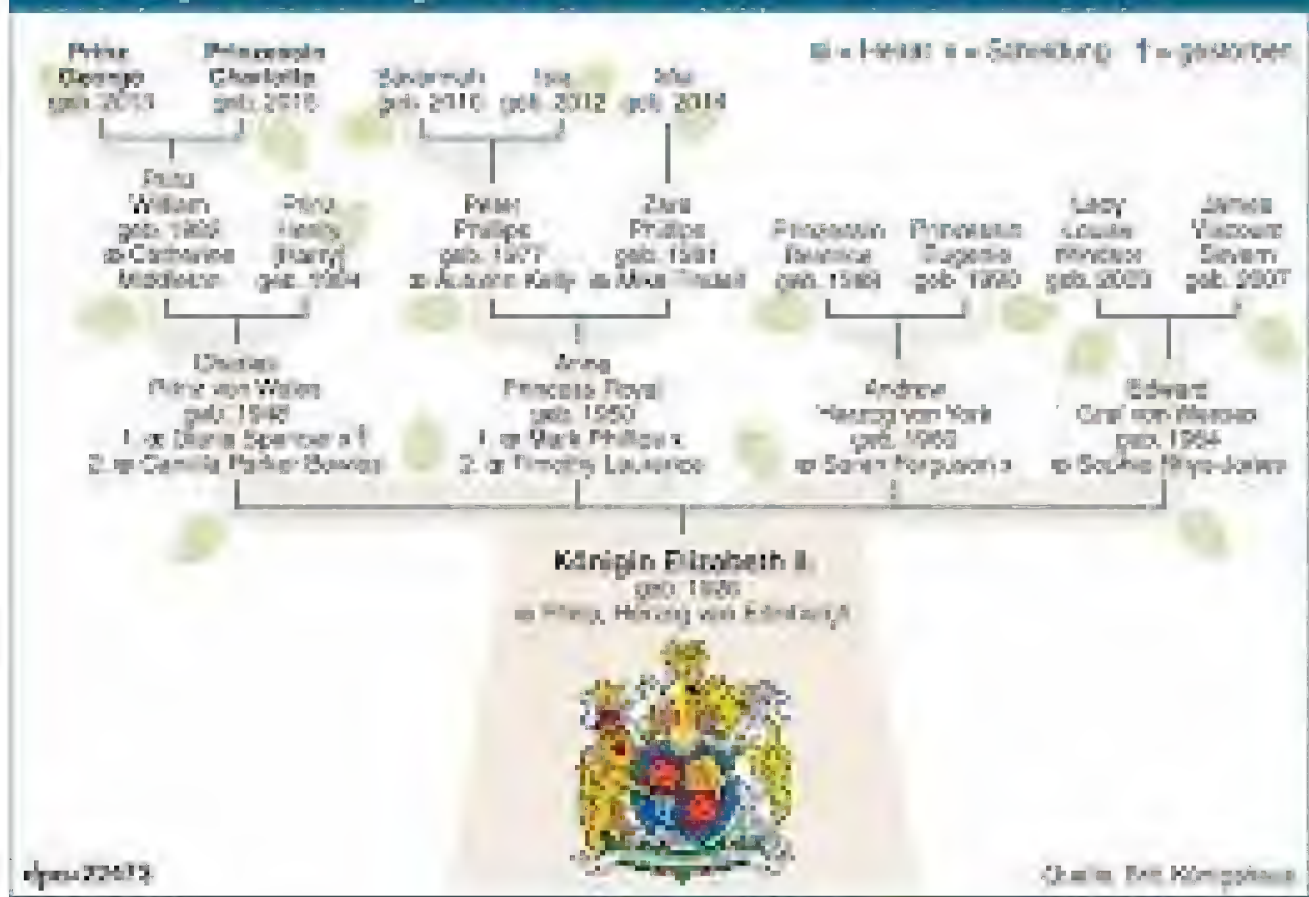 Prinz
George
geb. 2013
Prinzessin
Charlotte
geb. 2015
Savannah
geb. 2010
Isla
geb. 2012
Mia
geb. 2014
= Heirat = Scheidung † = gestorben
Prinz
William
geb. 1982
⚭ Catherine
Middleton
Prinz
Henry
(Harry)
geb. 1984
Peter
Phillips
geb. 1977
⚭ Autumn Kelly
Zara
Phillips
geb. 1981
⚭ Mike Tindall
Prinzessin
Beatrice
geb. 1988
Prinzessin
Eugenie
geb. 1990
Lady
Louise
Windsor
geb. 2003
James
Viscount
Severn
geb. 2007
Charles
Prinz von Wales
geb. 1948
1. ⚭ Diana Spencer †
2. ⚭ Camilla Parker Bowles
Anne
Princess Royal
geb. 1950
1. ⚭ Mark Phillips
2. ⚭ Timothy Laurence
Andrew
Herzog von York
geb. 1960
⚭ Sarah Ferguson
Edward
Graf von Wessex
geb. 1964
⚭ Sophie Rhys-Jones
Königin Elizabeth II.
geb. 1926
⚭ Philip, Herzog von Edinburgh
Quelle: Brit. Königshaus